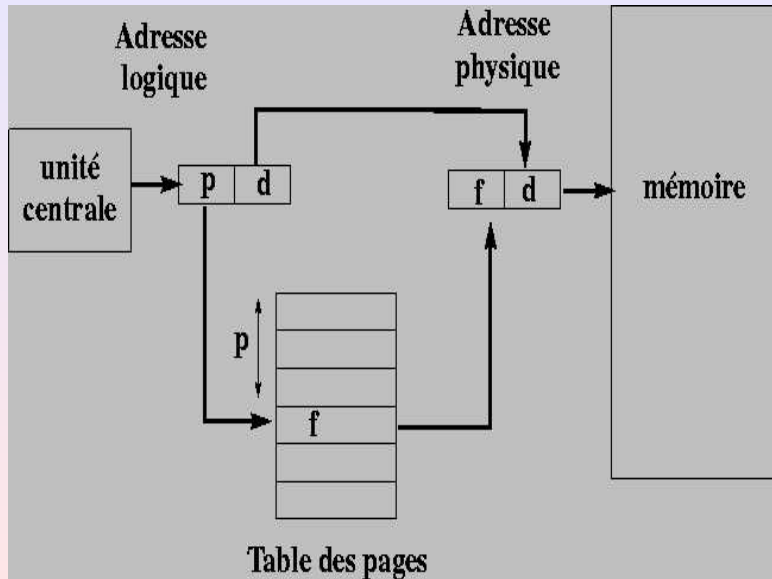 Adresse
logique
Adresse
physique
unité
centrale
p d
f d
mémoire
p
f
Table des pages